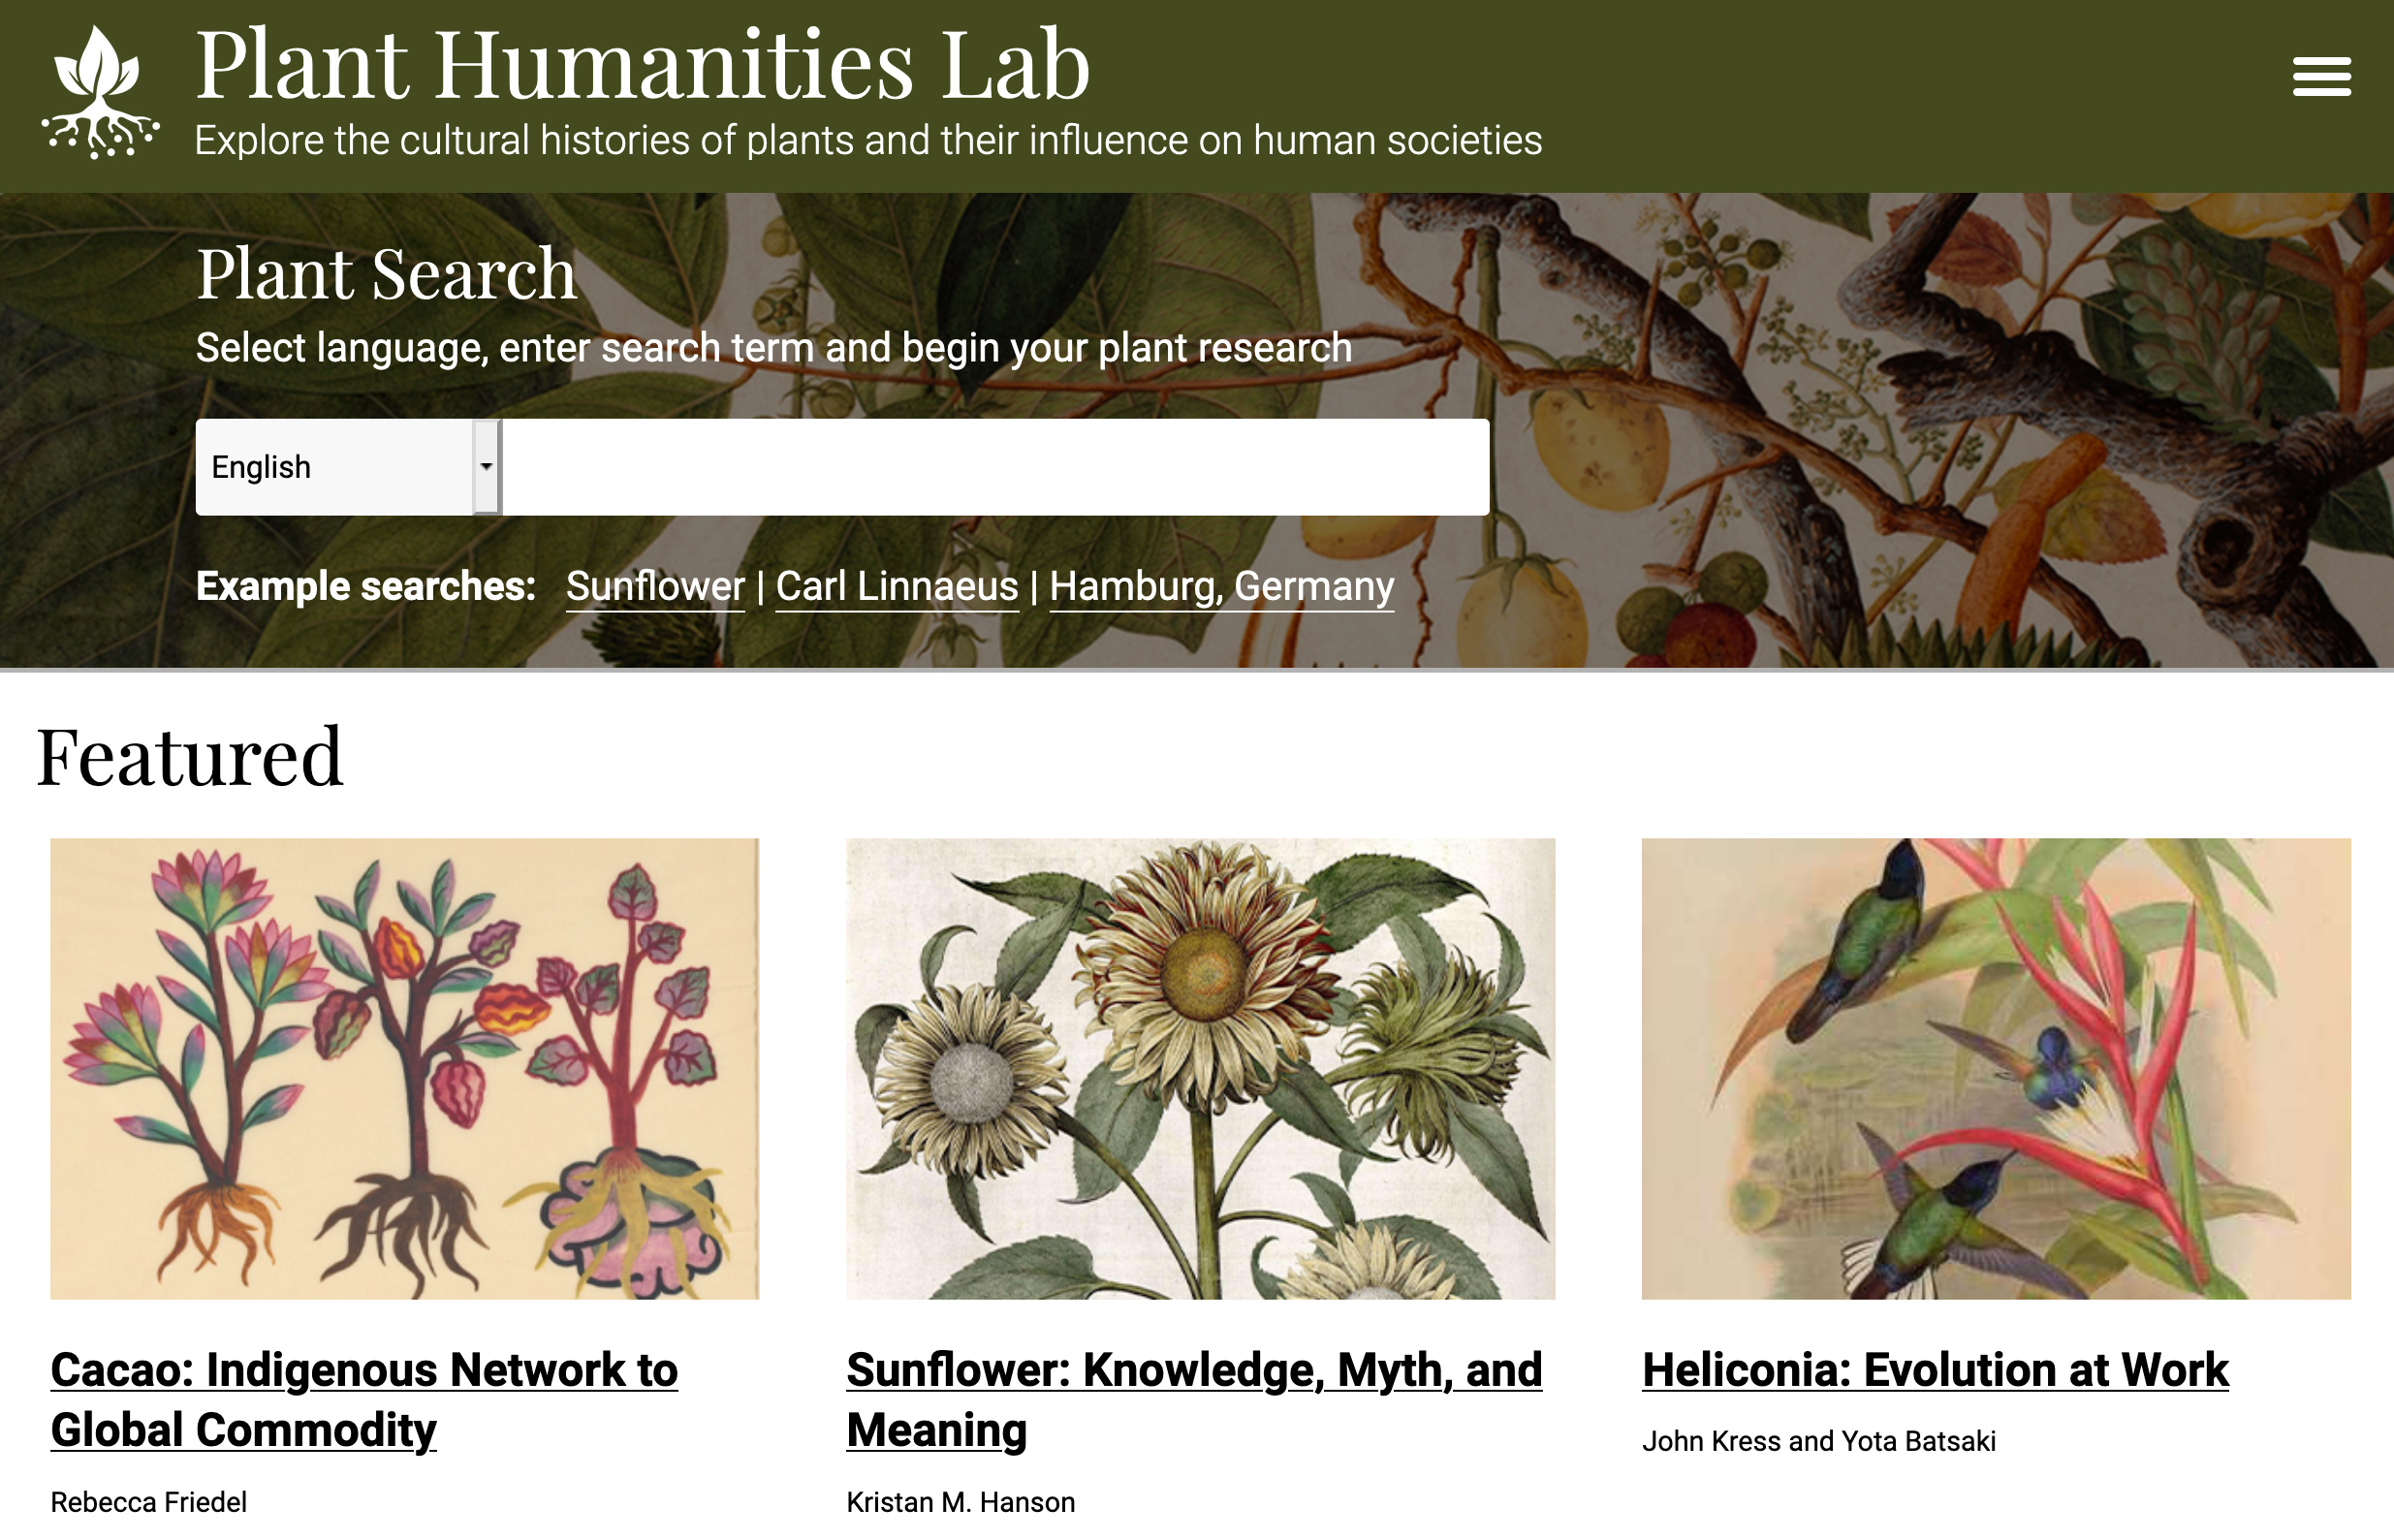 Plant Humanities Lab
Explore the cultural histories of plants and their influence on human societies
Plant Search
Select language, enter search term and begin your plant research
English
Example searches: Sunflower | Carl Linnaeus | Hamburg, Germany
Featured
Cacao: Indigenous Network to
Global Commodity
Rebecca Friedel
Sunflower: Knowledge, Myth, and
Meaning
Kristan M. Hanson
Heliconia: Evolution at Work
John Kress and Yota Batsaki